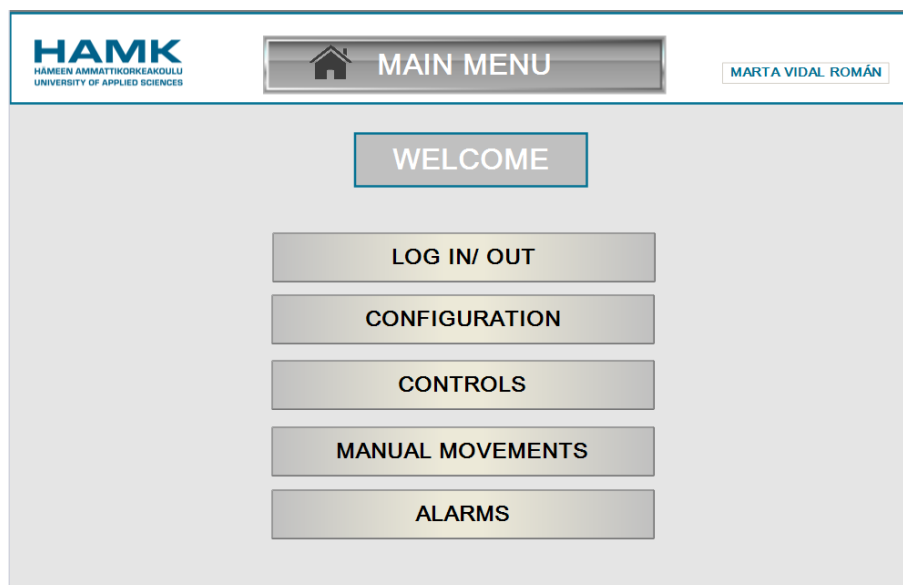 HAMK
HÄMEEN AMMATTIKORKEAKOULU
UNIVERSITY OF APPLIED SCIENCES
MAIN MENU
MARTA VIDAL ROMÁN
WELCOME
LOG IN/ OUT
CONFIGURATION
CONTROLS
MANUAL MOVEMENTS
ALARMS